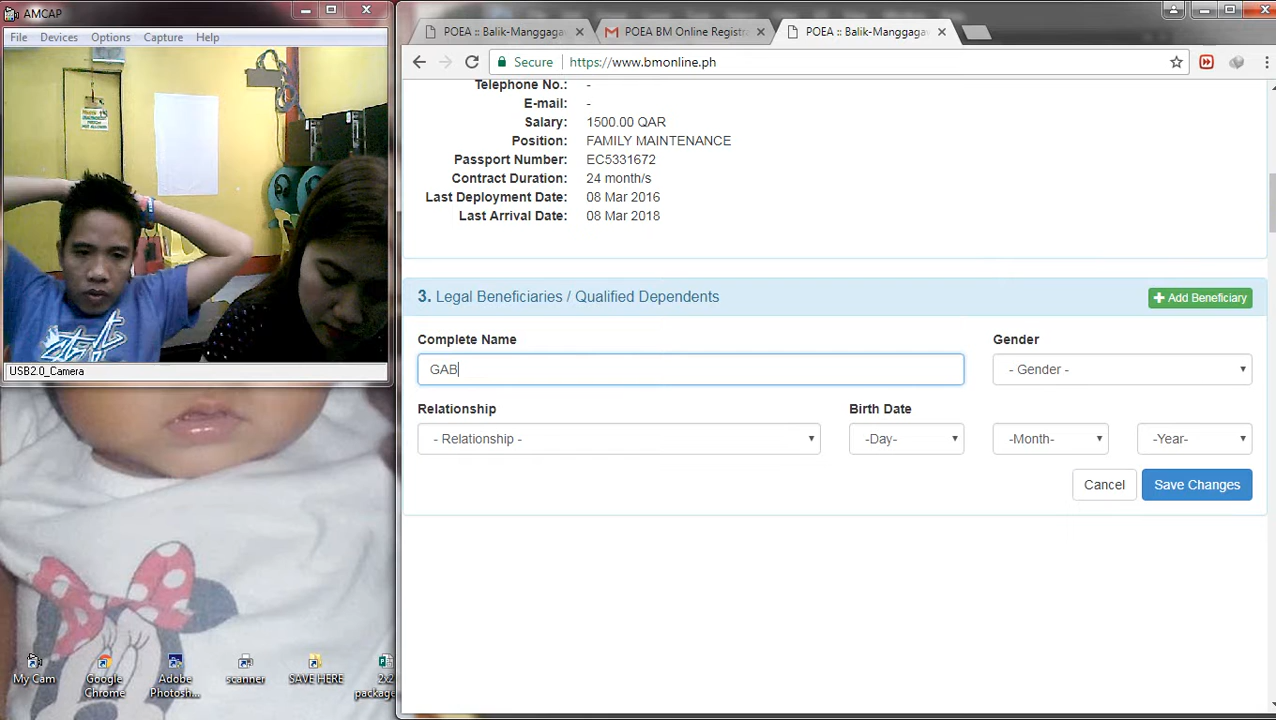 AMCAP
File Devices Options Capture Help
USB2.0_Camera
My Cam
Google Chrome
Adobe Photosh...
scanner
SAVE HERE
2x2 package
POEA :: Balik-Manggaga
POEA BM Online Registra
POEA :: Balik-Manggaga
Secure https://www.bmonline.ph
Telephone No.: -
E-mail: -
Salary: 1500.00 QAR
Position: FAMILY MAINTENANCE
Passport Number: EC5331672
Contract Duration: 24 month/s
Last Deployment Date: 08 Mar 2016
Last Arrival Date: 08 Mar 2018
3. Legal Beneficiaries / Qualified Dependents
Add Beneficiary
Complete Name Gender
GAB - Gender -
Relationship Birth Date
- Relationship - -Day- -Month- -Year-
Cancel Save Changes